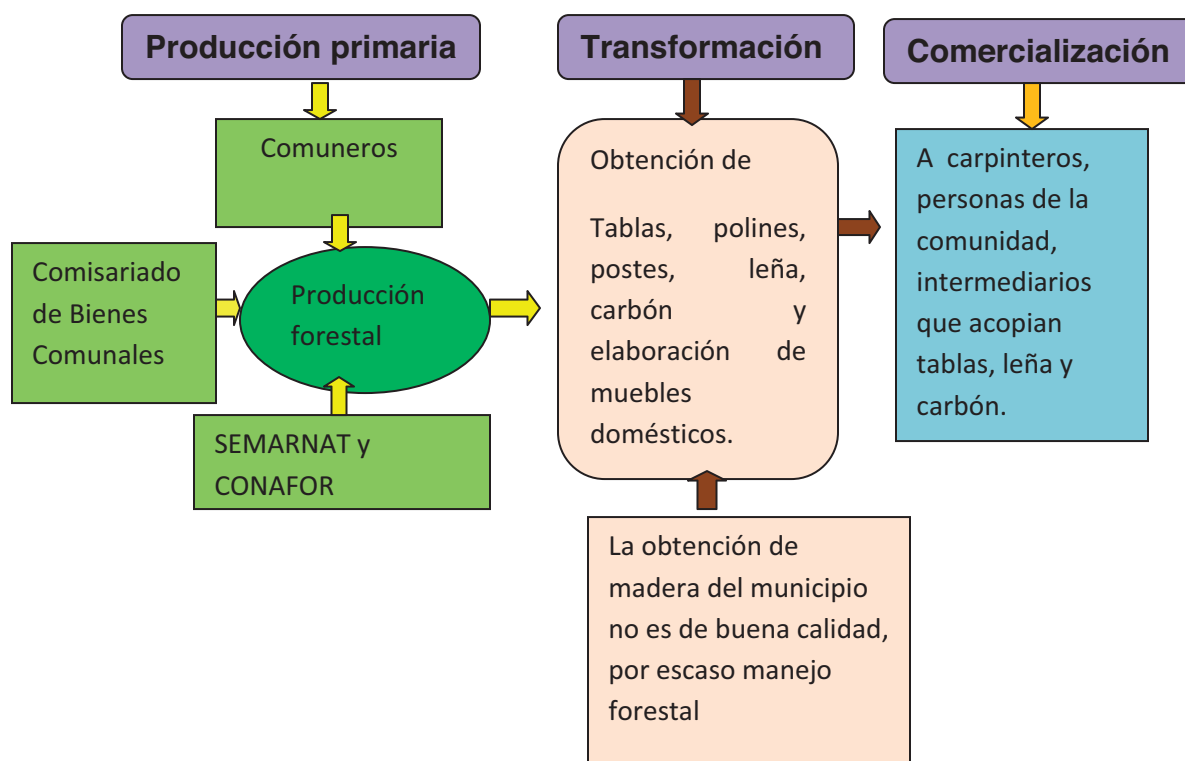 Producción primaria
Transformación
Comercialización
Comuneros
Comisariado
de Bienes
Comunales
Producción
forestal
SEMARNAT y
CONAFOR
Obtención de
Tablas, polines,
postes, leña,
carbón y
elaboración de
muebles
domésticos.
La obtención de
madera del municipio
no es de buena calidad,
por escaso manejo
forestal
A carpinteros,
personas de la
comunidad,
intermediarios
que acopian
tablas, leña y
carbón.